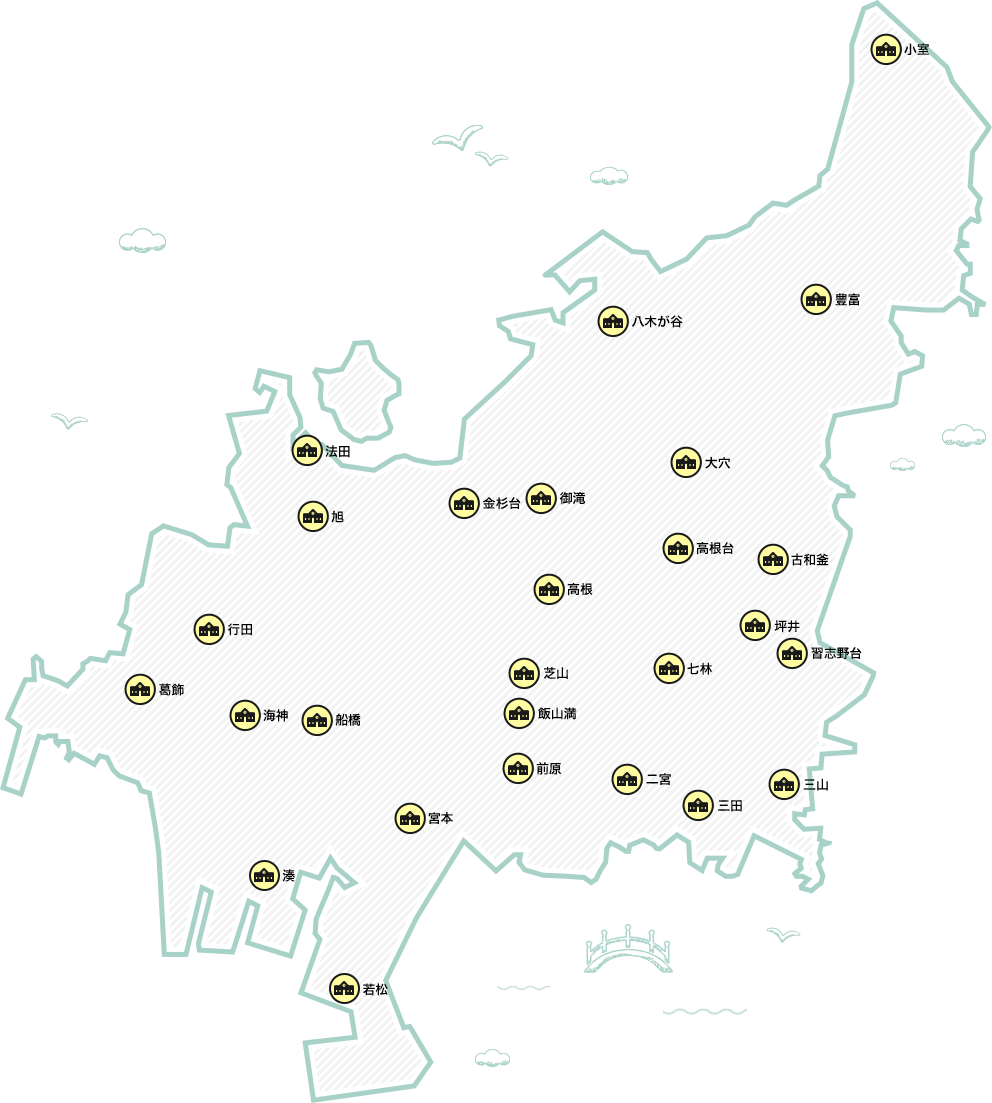 小室
豊富
八木が谷
法田
大穴
金杉台
御滝
旭
高根台
古和釜
高根
坪井
行田
習志野台
七林
芝山
葛飾
海神
船橋
飯山満
前原
二宮
三山
三田
宮本
湊
若松